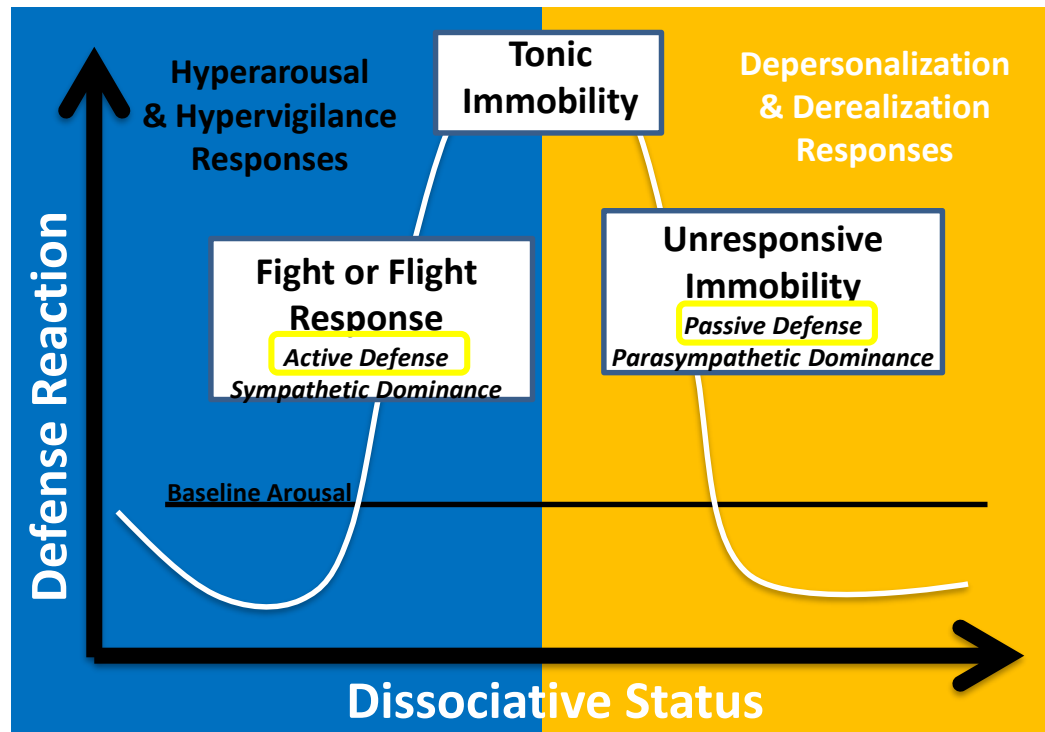 Hyperarousal
& Hypervigilance
Responses
Tonic
Immobility
Depersonalization
& Derealization
Responses
Fight or Flight
Response
Active Defense
Sympathetic Dominance
Unresponsive
Immobility
Passive Defense
Parasympathetic Dominance
Baseline Arousal
Defense Reaction
Dissociative Status